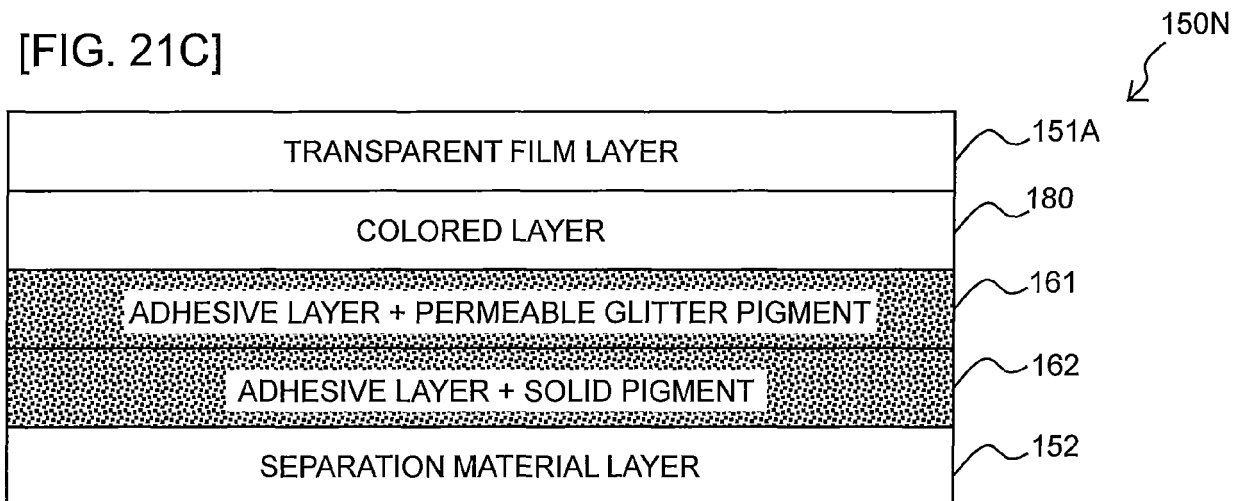 150N
[FIG. 21C]
TRANSPARENT FILM LAYER 151A
COLORED LAYER 180
ADHESIVE LAYER + PERMEABLE GLITTER PIGMENT 161
ADHESIVE LAYER + SOLID PIGMENT 162
SEPARATION MATERIAL LAYER 152